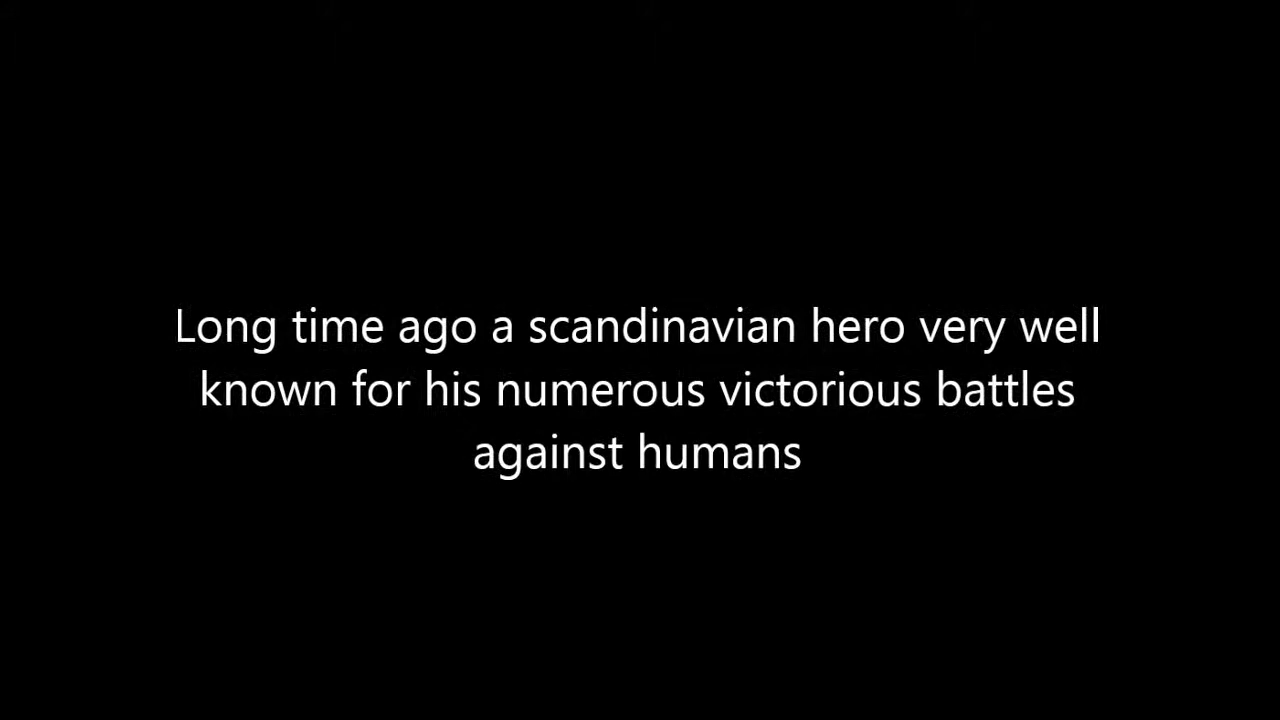 Long time ago a scandinavian hero very well
known for his numerous victorious battles
against humans